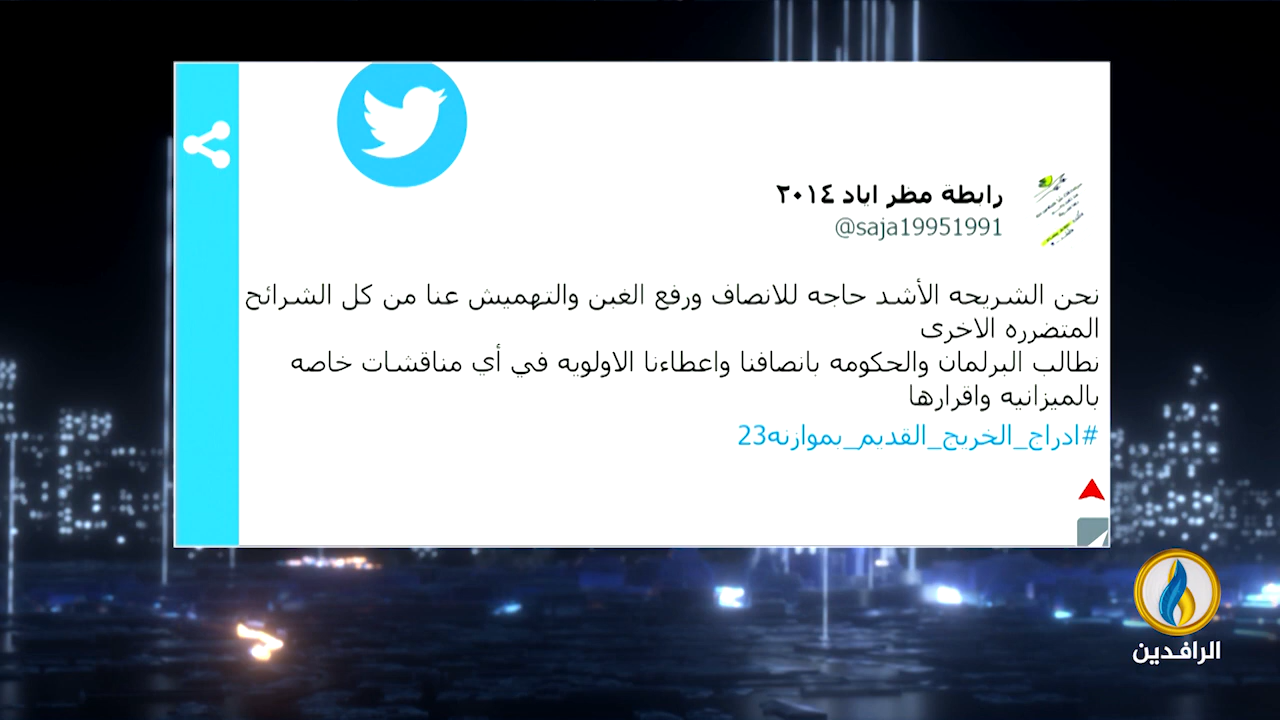 رابطة مظر اباد ٢٠١٤
@saja19951991
نحن الشريحه الأشد حاجه للانصاف ورفع الغبن والتهميش عنا من كل الشرائح
المتضرره الاخرى
نطالب البرلمان والحكومه بانصافنا واعطاءنا الاولويه في أي مناقشات خاصه
بالميزانيه واقرارها
#ادراج_الخريج_القديم_بموازنه23
الرافدين